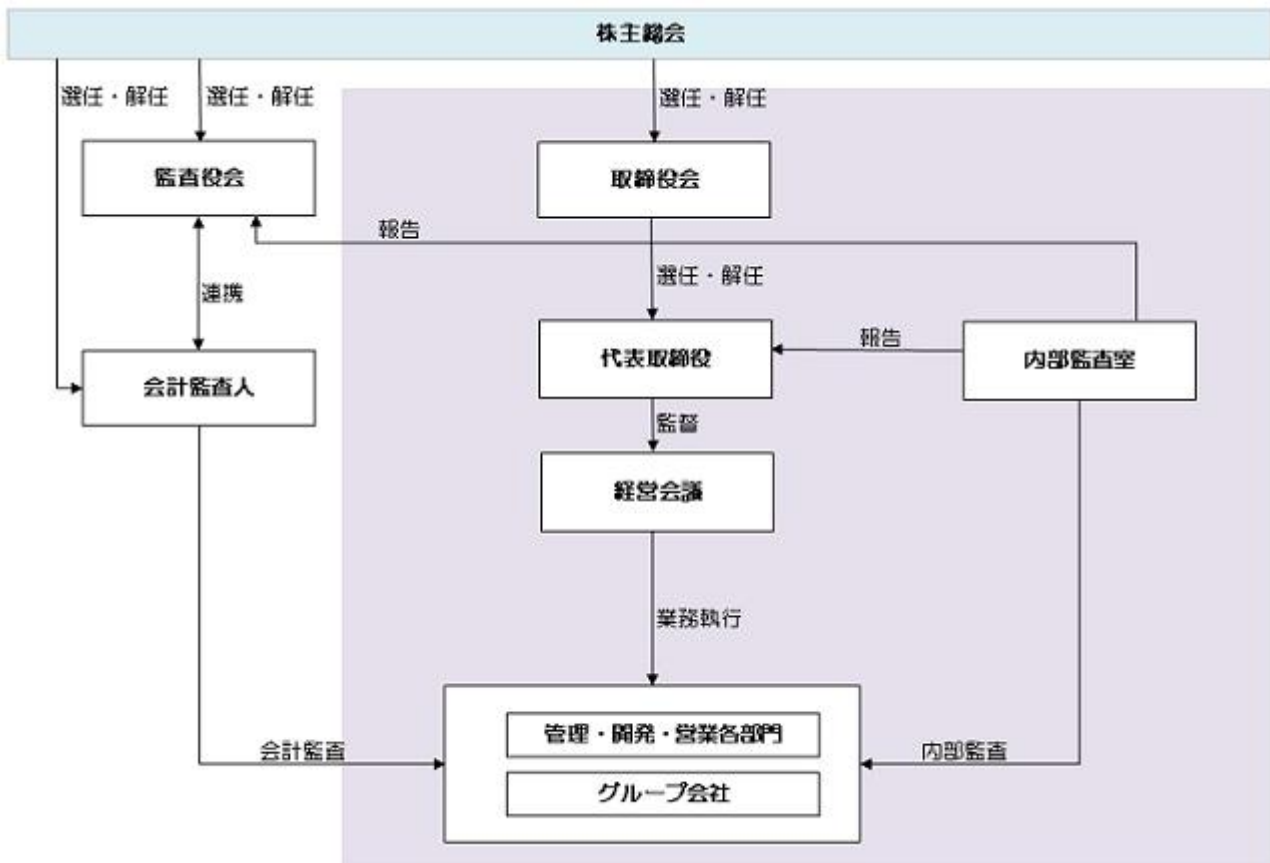 株主総会
選任・解任
選任・解任
選任・解任
監査役会
取締役会
報告
選任・解任
連携
代表取締役
報告
内部監査室
会計監査人
監督
経営会議
業務執行
管理・開発・営業各部門
会計監査
内部監査
グループ会社